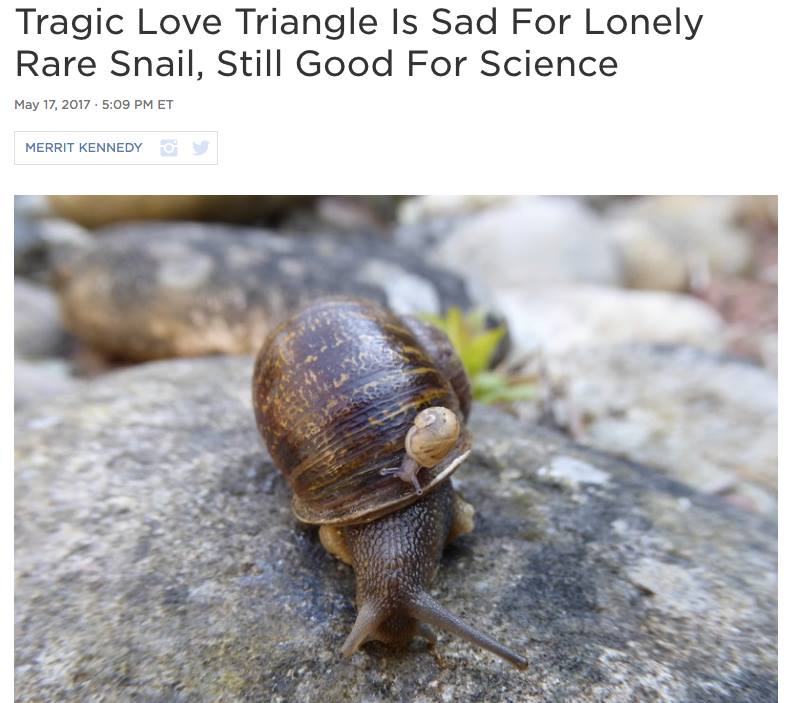 Tragic Love Triangle Is Sad For Lonely
Rare Snail, Still Good For Science
May 17, 2017 · 5:09 PM ET
MERRIT KENNEDY